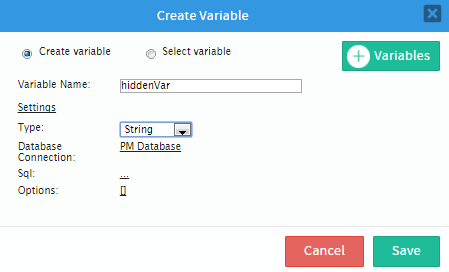 Create Variable
Create variable
Select variable
Variables
Variable Name:
hiddenVar
Settings
Type:
String
Database Connection:
PM Database
Sql:
...
Options:
[]
Cancel
Save